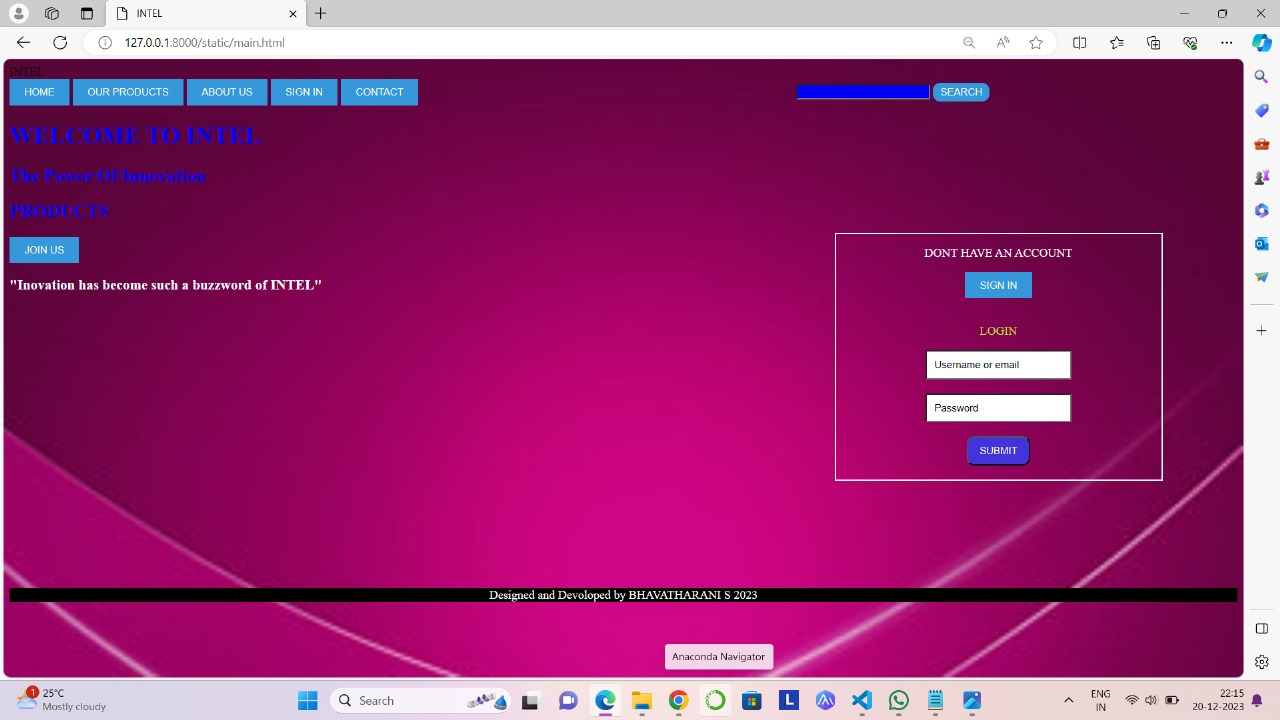 INTEL
127.0.0.1:8000/static/main.html
INTEL
HOME OUR PRODUCTS ABOUT US SIGN IN CONTACT SEARCH
WELCOME TO INTEL
The Power Of Innovation
PRODUCTS
JOIN US
"Inovation has become such a buzzword of INTEL"
DONT HAVE AN ACCOUNT
SIGN IN
LOGIN
Username or email
Password
SUBMIT
Designed and Devoloped by BHAVATHARANI S 2023
Anaconda Navigator
1
25°C
Mostly cloudy
Search
L
ENG
IN
22:15
20-12-2023